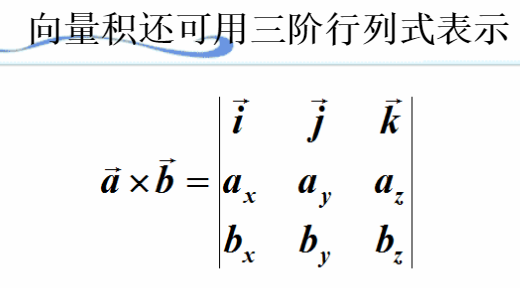 向量积还可用三阶行列式表示
$\vec{a} \times \vec{b} = \begin{vmatrix} \vec{i} & \vec{j} & \vec{k} \\ a_x & a_y & a_z \\ b_x & b_y & b_z \end{vmatrix}$